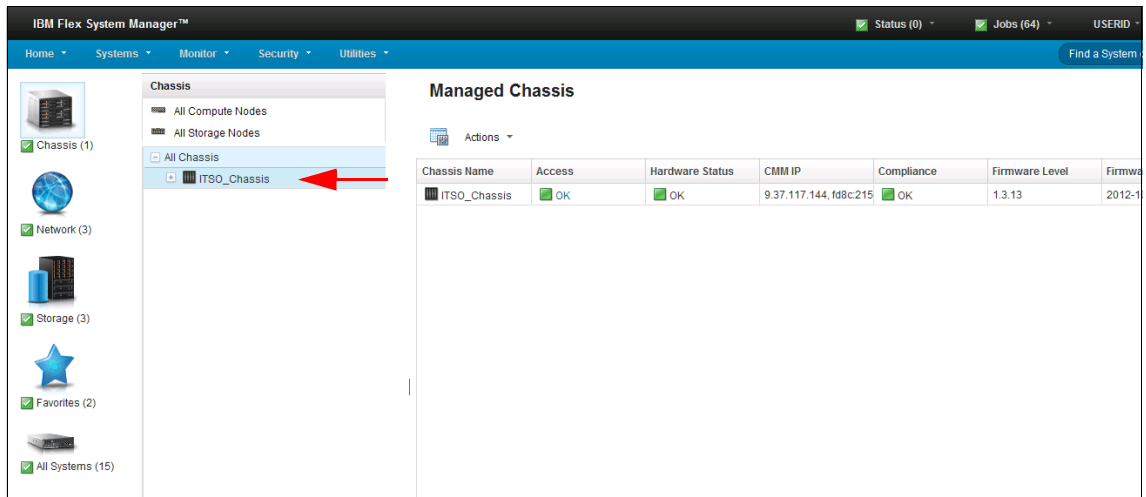 IBM Flex System Manager™
Status (0)
Jobs (64)
USERID
Home
Systems
Monitor
Security
Utilities
Find a System
Chassis (1)
Network (3)
Storage (3)
Favorites (2)
All Systems (15)
Chassis
All Compute Nodes
All Storage Nodes
All Chassis
ITSO_Chassis
Managed Chassis
Actions
Chassis Name Access Hardware Status CMM IP Compliance Firmware Level Firmwa
ITSO_Chassis OK OK 9.37.117.144, fd8c:215 OK 1.3.13 2012-1